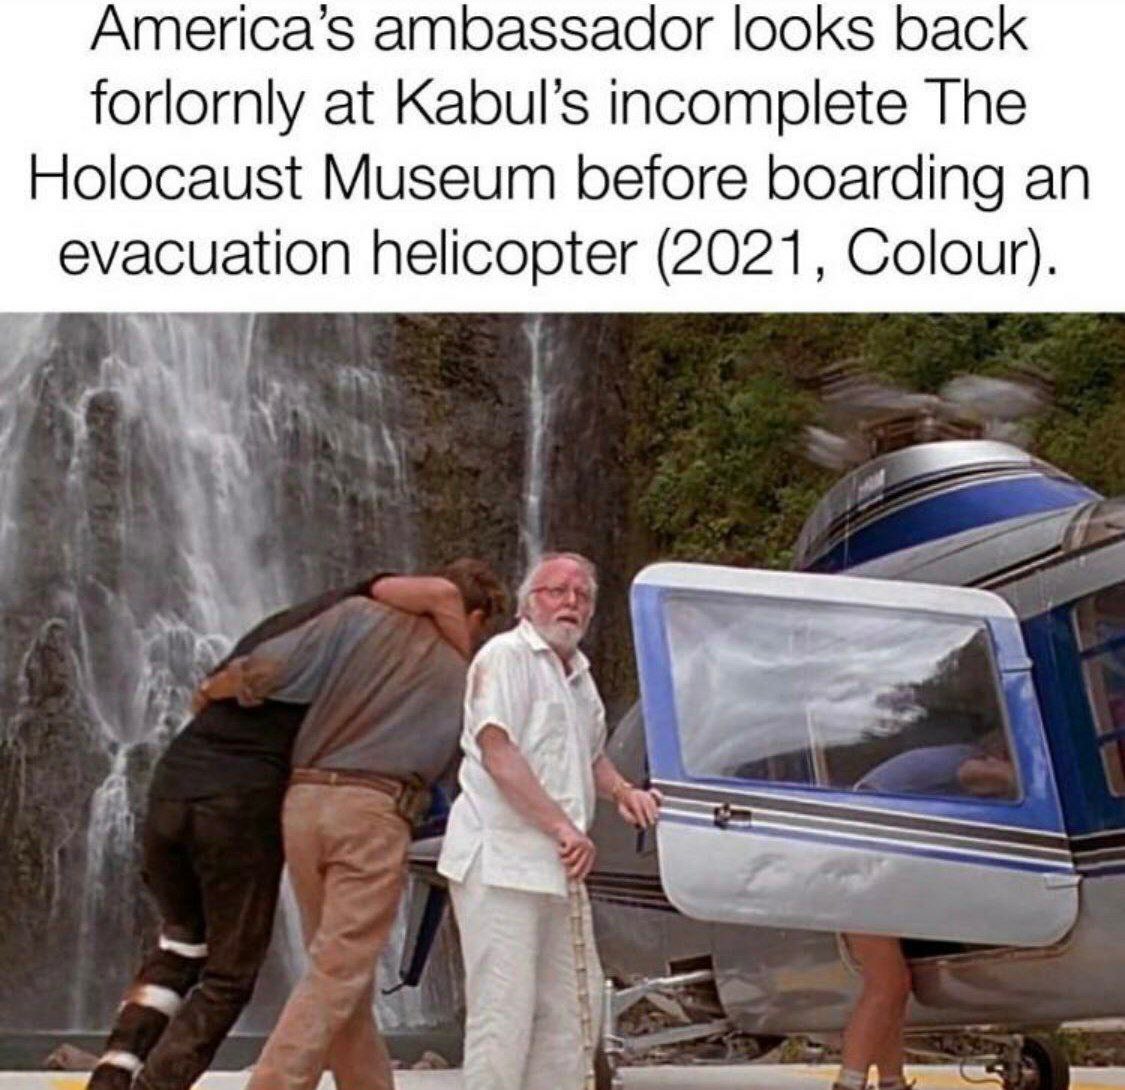 America’s ambassador looks back
forlornly at Kabul’s incomplete The
Holocaust Museum before boarding an
evacuation helicopter (2021, Colour).